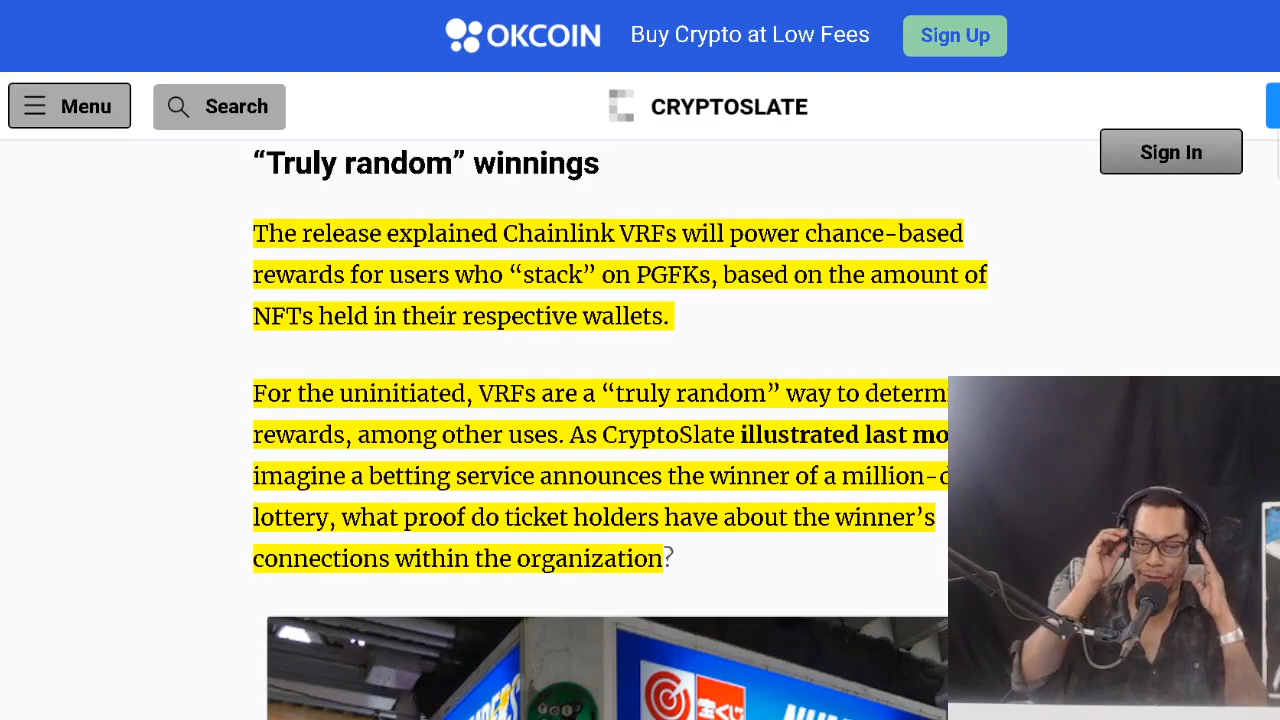 OKCOIN Buy Crypto at Low Fees Sign Up
Menu Search CRYPTOSLATE
Sign In
“Truly random” winnings
The release explained Chainlink VRFs will power chance-based
rewards for users who “stack” on PGFKs, based on the amount of
NFTs held in their respective wallets.
For the uninitiated, VRFs are a “truly random” way to determi
rewards, among other uses. As CryptoSlate illustrated last mo
imagine a betting service announces the winner of a million-d
lottery, what proof do ticket holders have about the winner’s
connections within the organization?
宝くじ